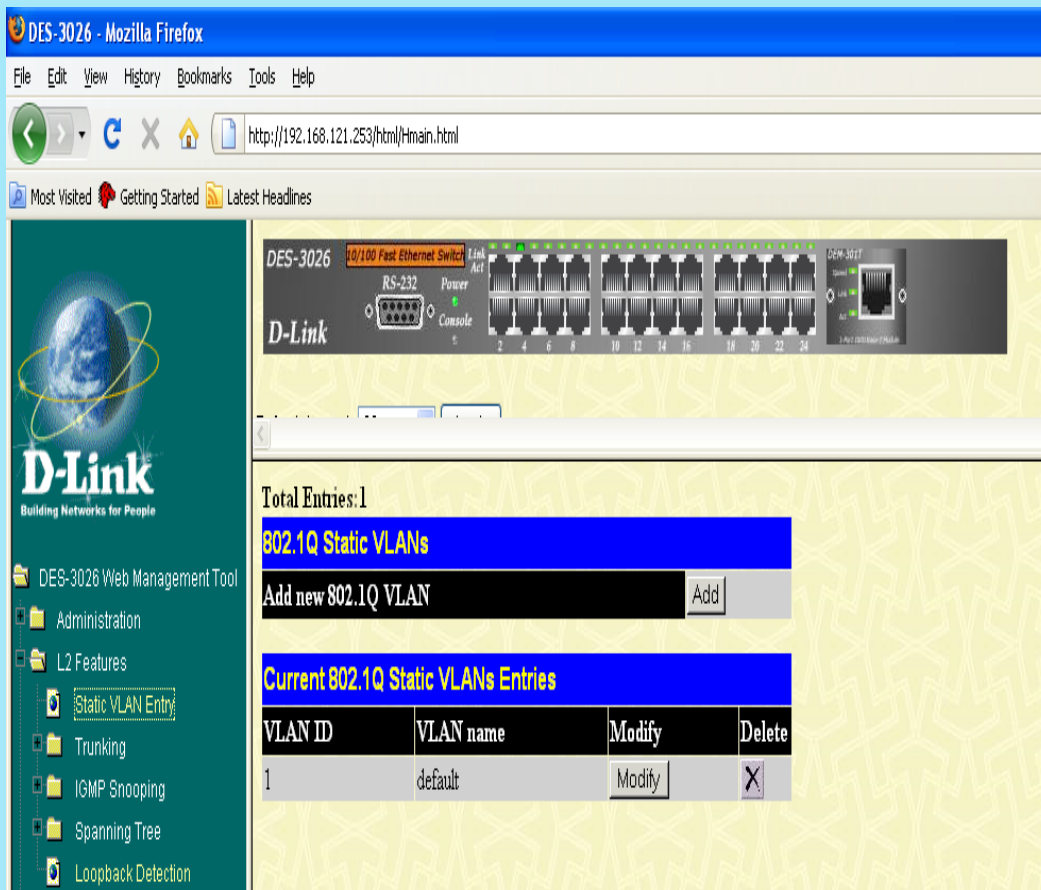 DES-3026 - Mozilla Firefox
File Edit View History Bookmarks Tools Help
http://192.168.121.253/html/Hmain.html
Most Visited Getting Started Latest Headlines
DES-3026 10/100 Fast Ethernet Switch Link Act DEM-301T
RS-232 Power
Console
D-Link
2 4 6 8 10 12 14 16 18 20 22 24
D-Link
Building Networks for People
Total Entries:1
802.1Q Static VLANs
Add new 802.1Q VLAN Add
Current 802.1Q Static VLANs Entries
VLAN ID VLAN name Modify Delete
1 default Modify X
DES-3026 Web Management Tool
Administration
L2 Features
Static VLAN Entry
Trunking
IGMP Snooping
Spanning Tree
Loopback Detection